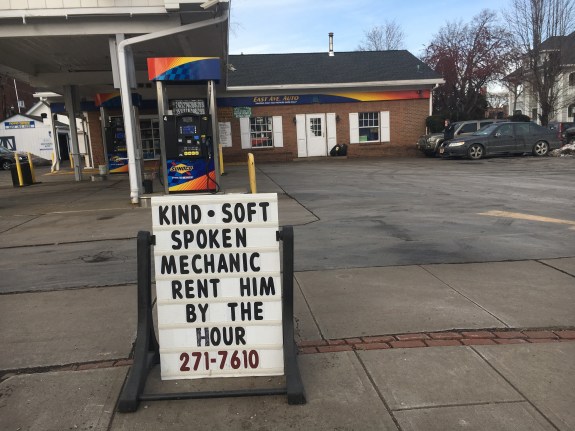 EAST AVE AUTO
SUNOCO
KIND • SOFT
SPOKEN
MECHANIC
RENT HIM
BY THE
HOUR
271-7610